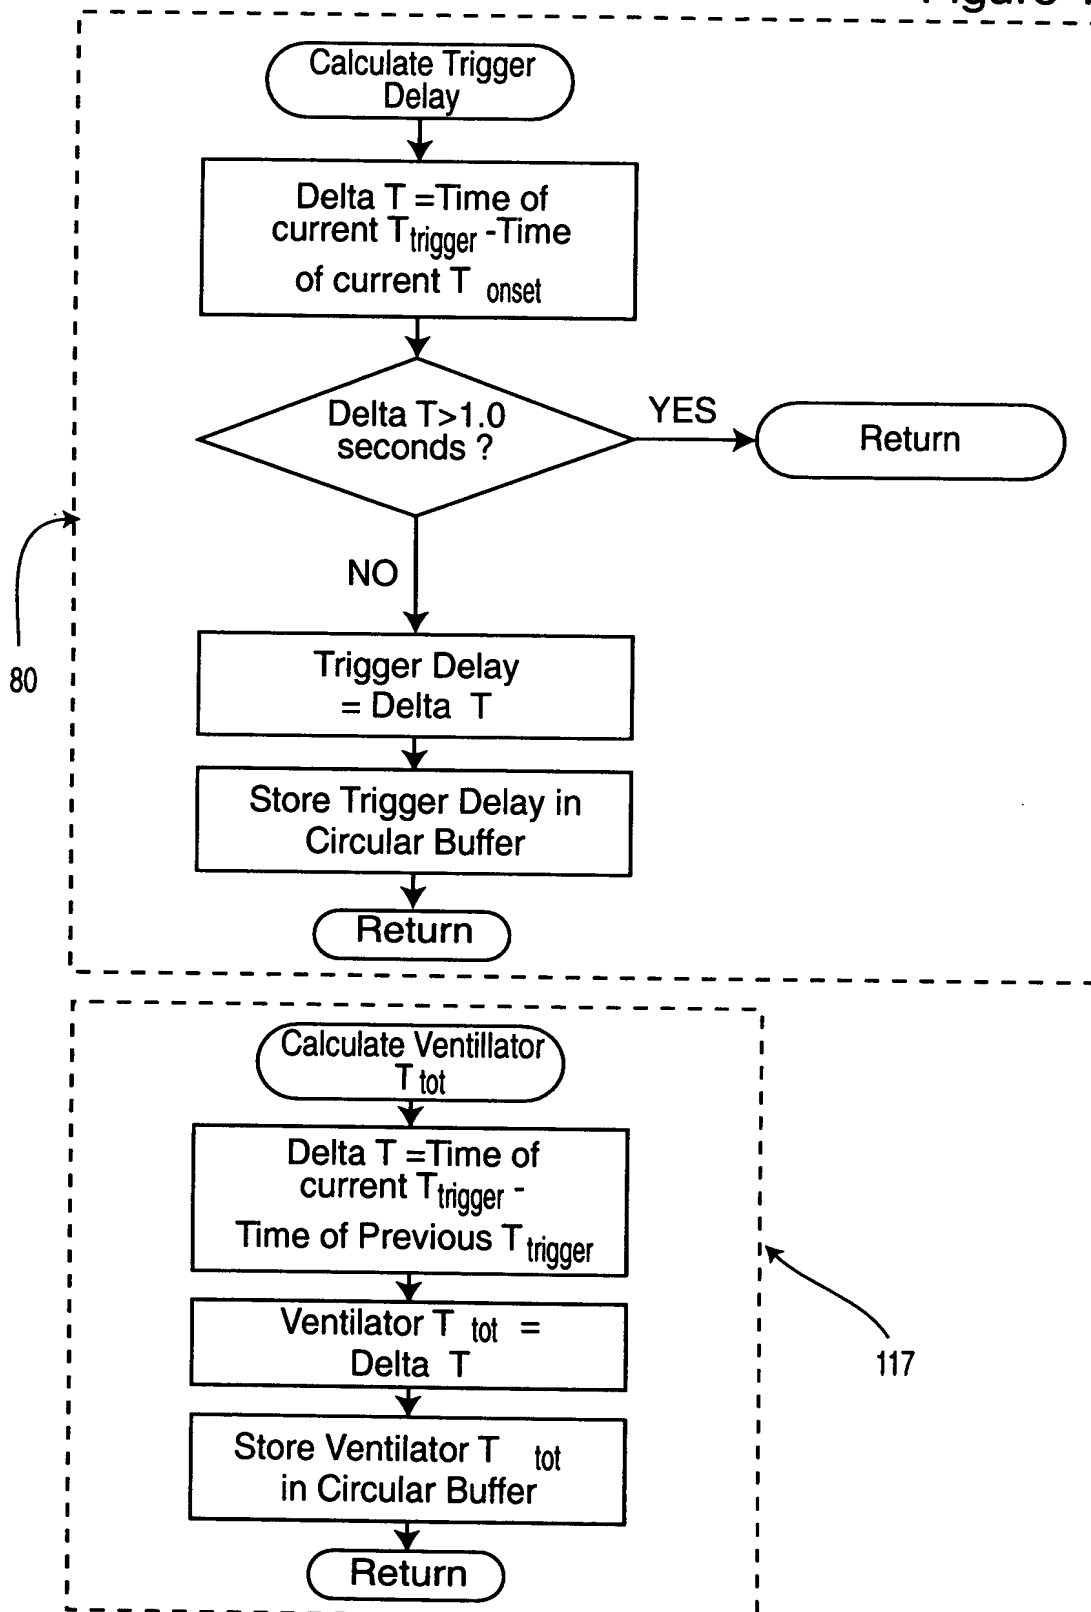 Figure
Calculate Trigger
Delay
Delta T =Time of
current Ttrigger -Time
of current T onset
Delta T>1.0
seconds ?
YES
Return
NO
80
Trigger Delay
= Delta T
Store Trigger Delay in
Circular Buffer
Return
Calculate Ventillator
T tot
Delta T =Time of
current Ttrigger -
Time of Previous Ttrigger
Ventilator T tot =
Delta T
117
Store Ventilator T tot
in Circular Buffer
Return